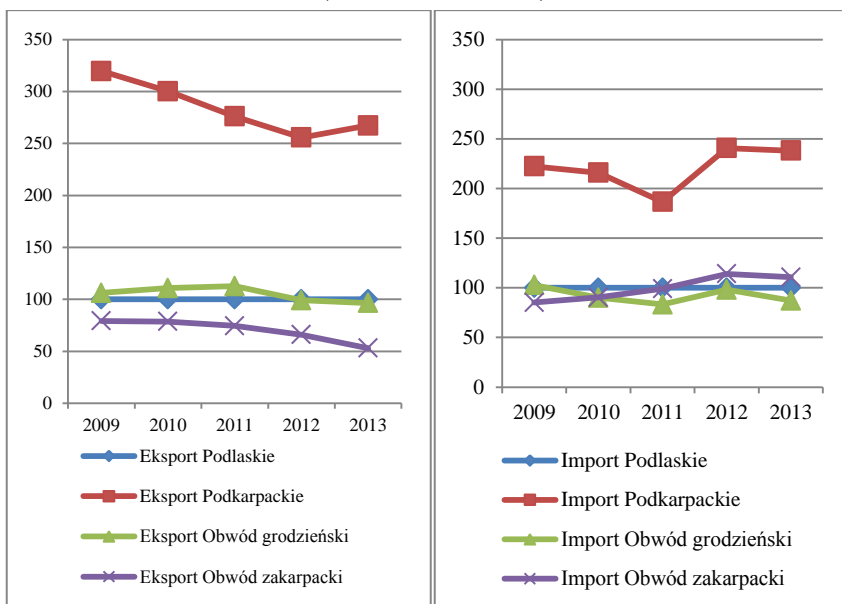 350
300
250
200
150
100
50
0
2009 2010 2011 2012 2013
Eksport Podlaskie
Eksport Podkarpackie
Eksport Obwód grodzieński
Eksport Obwód zakarpacki
350
300
250
200
150
100
50
0
2009 2010 2011 2012 2013
Import Podlaskie
Import Podkarpackie
Import Obwód grodzieński
Import Obwód zakarpacki